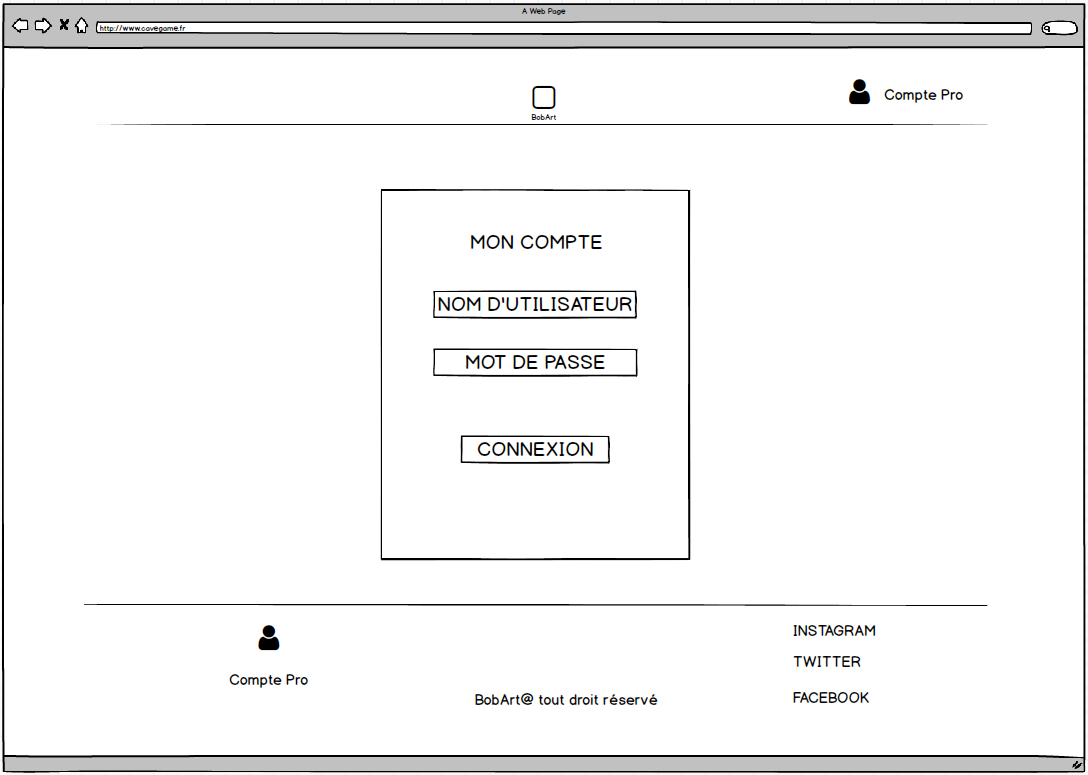 A Web Page
http://www.cavegame.fr
Compte Pro
BobArt
MON COMPTE
NOM D'UTILISATEUR
MOT DE PASSE
CONNEXION
INSTAGRAM
TWITTER
FACEBOOK
Compte Pro
BobArt@ tout droit réservé